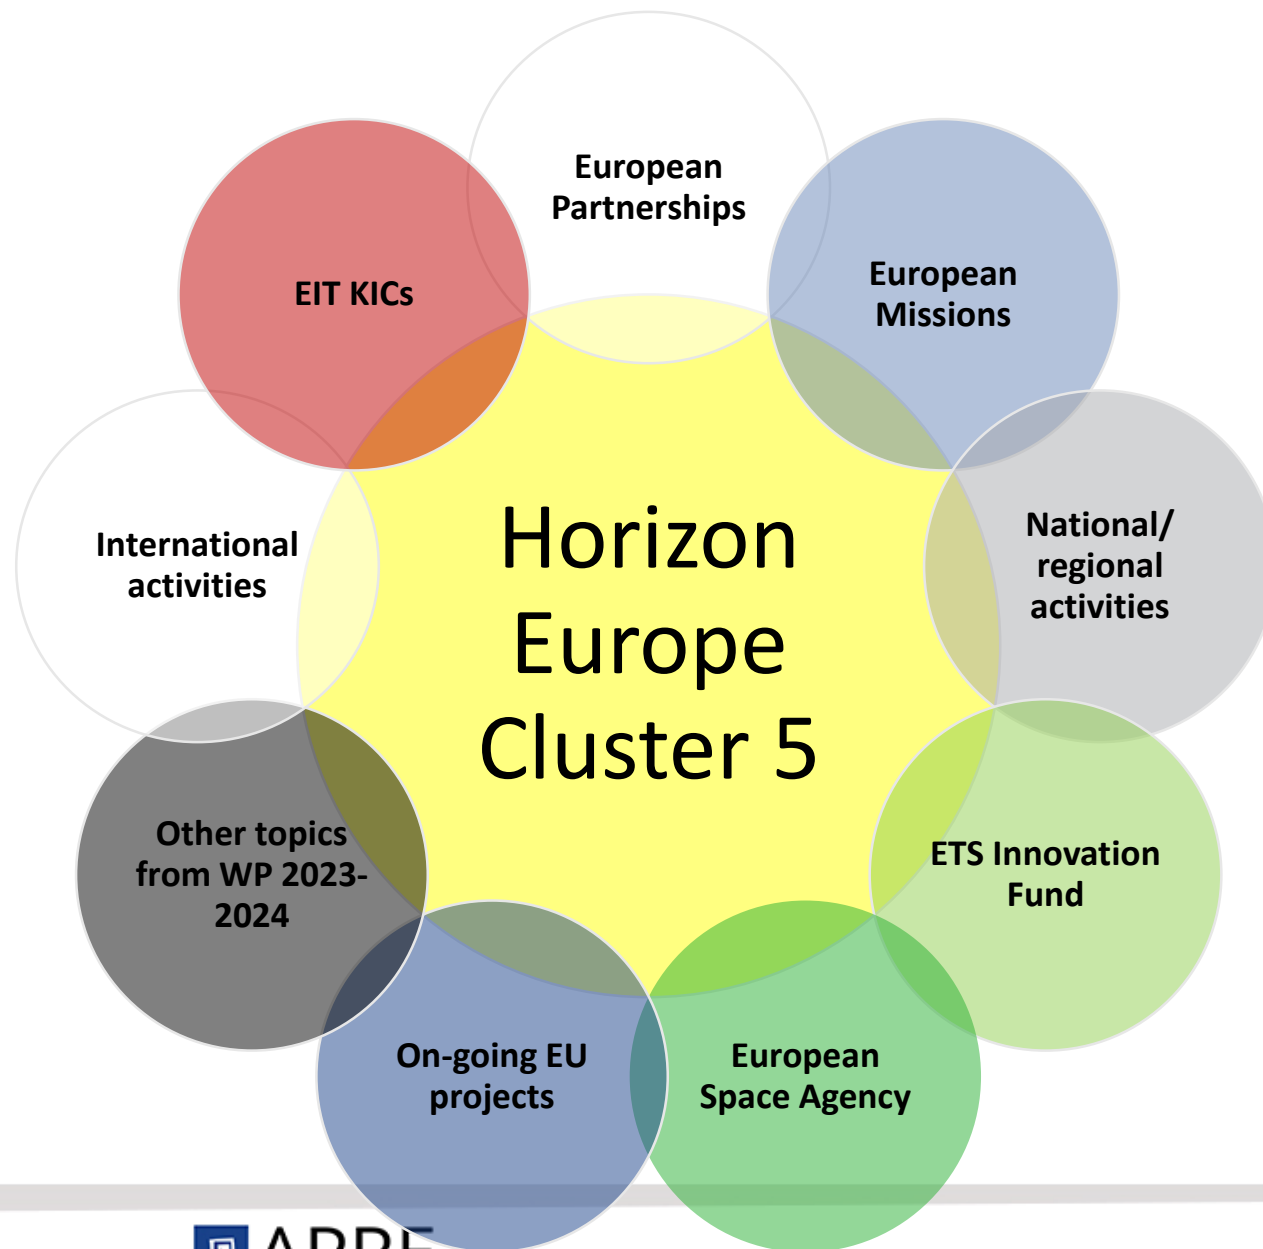 European
Partnerships
European
Missions
EIT KICs
National/
regional
activities
International
activities
Horizon
Europe
Cluster 5
ETS Innovation
Fund
Other topics
from WP 2023-
2024
On-going EU
projects
European
Space Agency
APRE